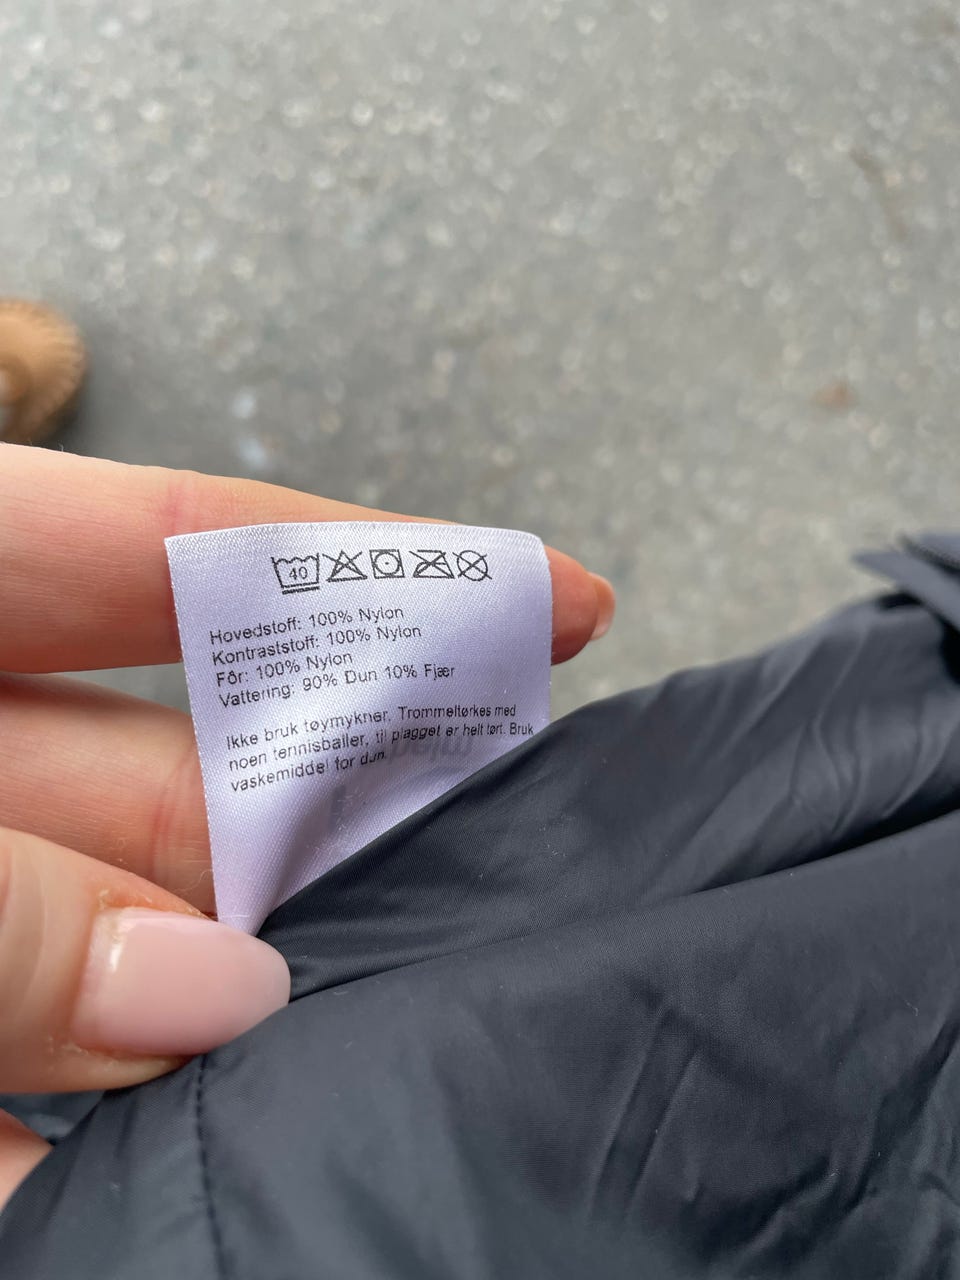 40
Hovedstoff: 100% Nylon
Kontraststoff: 100% Nylon
Fôr: 100% Nylon
Vattering: 90% Dun 10% Fjær
Ikke bruk tøymykner. Trommeltørkes med
noen tennisballer, til plagget er helt tørt. Bruk
vaskemiddel for dun.